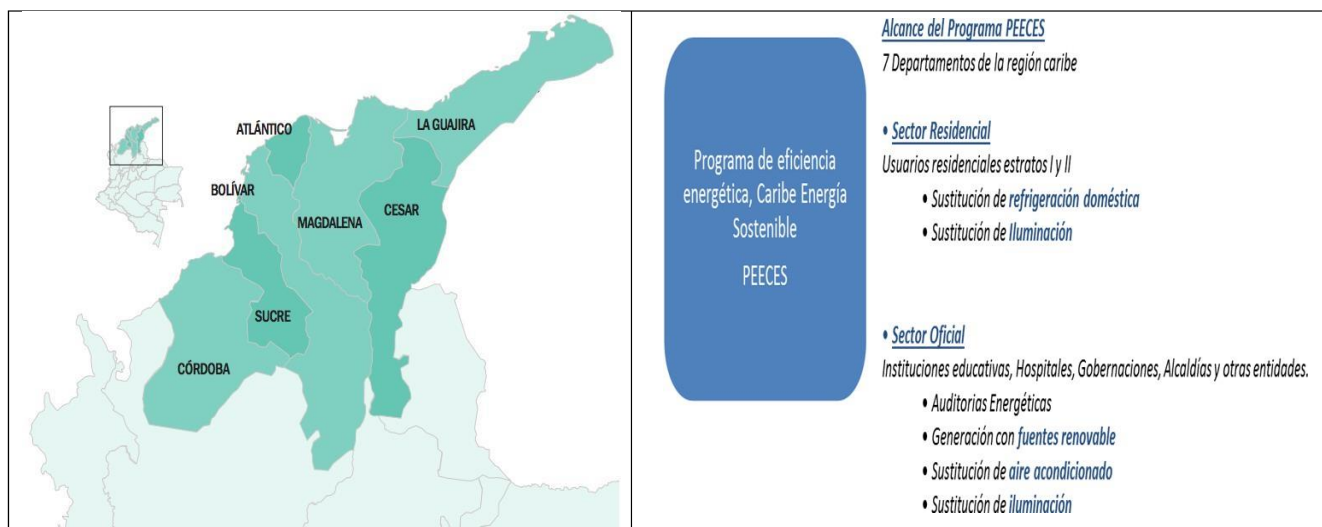 ATLÁNTICO
LA GUAJIRA
BOLÍVAR
MAGDALENA
CESAR
SUCRE
CÓRDOBA
Programa de eficiencia
energética, Caribe Energía
Sostenible
PEECES
Alcance del Programa PEECES
7 Departamentos de la región caribe
• Sector Residencial
Usuarios residenciales estratos I y II
• Sustitución de refrigeración doméstica
• Sustitución de Iluminación
• Sector Oficial
Instituciones educativas, Hospitales, Gobernaciones, Alcaldías y otras entidades.
• Auditorias Energéticas
• Generación con fuentes renovable
• Sustitución de aire acondicionado
• Sustitución de iluminación